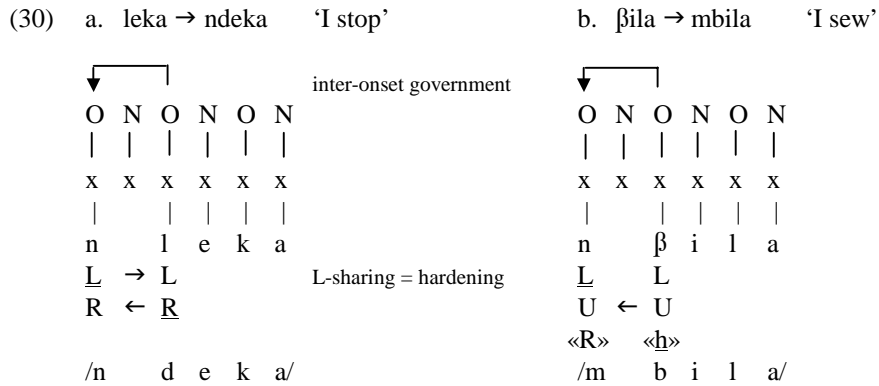 (30) a. leka → ndeka ‘I stop’ b. βila → mbila ‘I sew’
inter-onset government
O N O N O N O N O N O N
| | | | | | | | | | | |
x x x x x x x x x x x x
| | | | | | | | | |
n l e k a n β i l a
L → L L-sharing = hardening L L
R ← R U ← U
«R» «h»
/n d e k a/ /m b i l a/